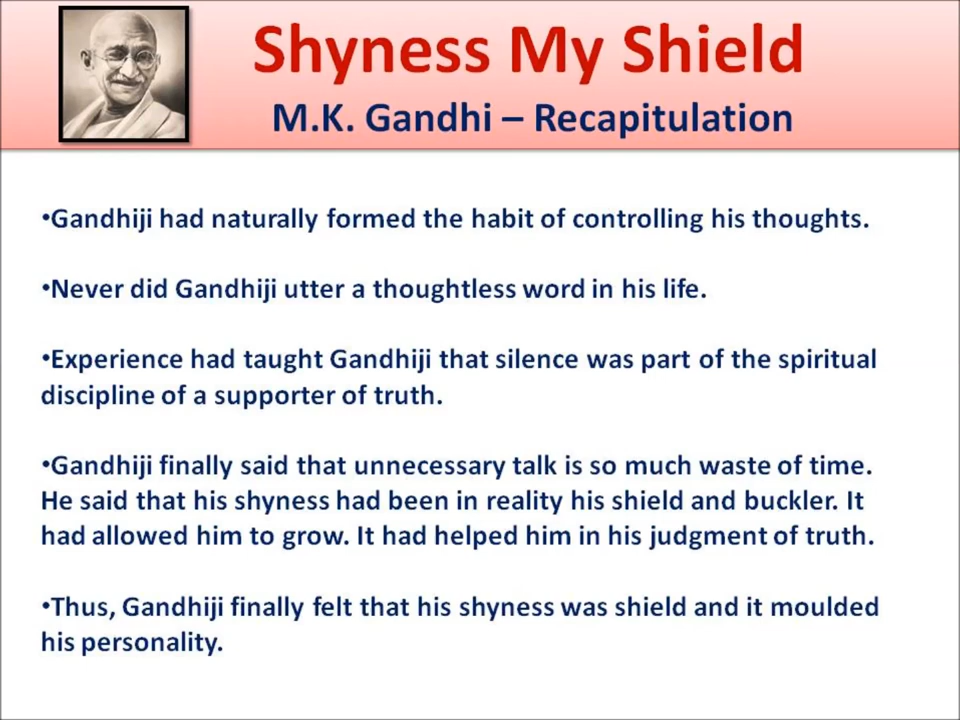 Shyness My Shield
M.K. Gandhi – Recapitulation
•Gandhiji had naturally formed the habit of controlling his thoughts.
•Never did Gandhiji utter a thoughtless word in his life.
•Experience had taught Gandhiji that silence was part of the spiritual
discipline of a supporter of truth.
•Gandhiji finally said that unnecessary talk is so much waste of time.
He said that his shyness had been in reality his shield and buckler. It
had allowed him to grow. It had helped him in his judgment of truth.
•Thus, Gandhiji finally felt that his shyness was shield and it moulded
his personality.